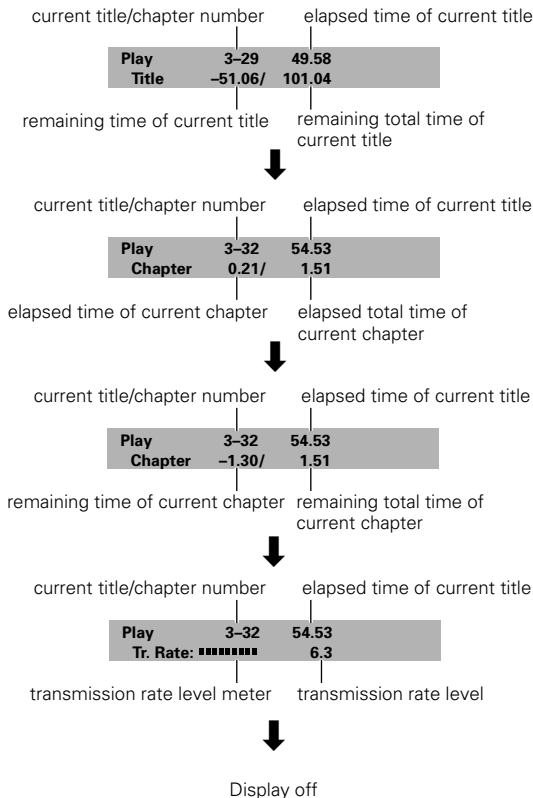 current title/chapter number elapsed time of current title
Play 3–29 49.58
Title –51.06/ 101.04
remaining time of current title remaining total time of
current title
current title/chapter number elapsed time of current title
Play 3–32 54.53
Chapter 0.21/ 1.51
elapsed time of current chapter elapsed total time of
current chapter
current title/chapter number elapsed time of current title
Play 3–32 54.53
Chapter –1.30/ 1.51
remaining time of current chapter remaining total time of
current chapter
current title/chapter number elapsed time of current title
Play 3–32 54.53
Tr. Rate: 6.3
transmission rate level meter transmission rate level
Display off